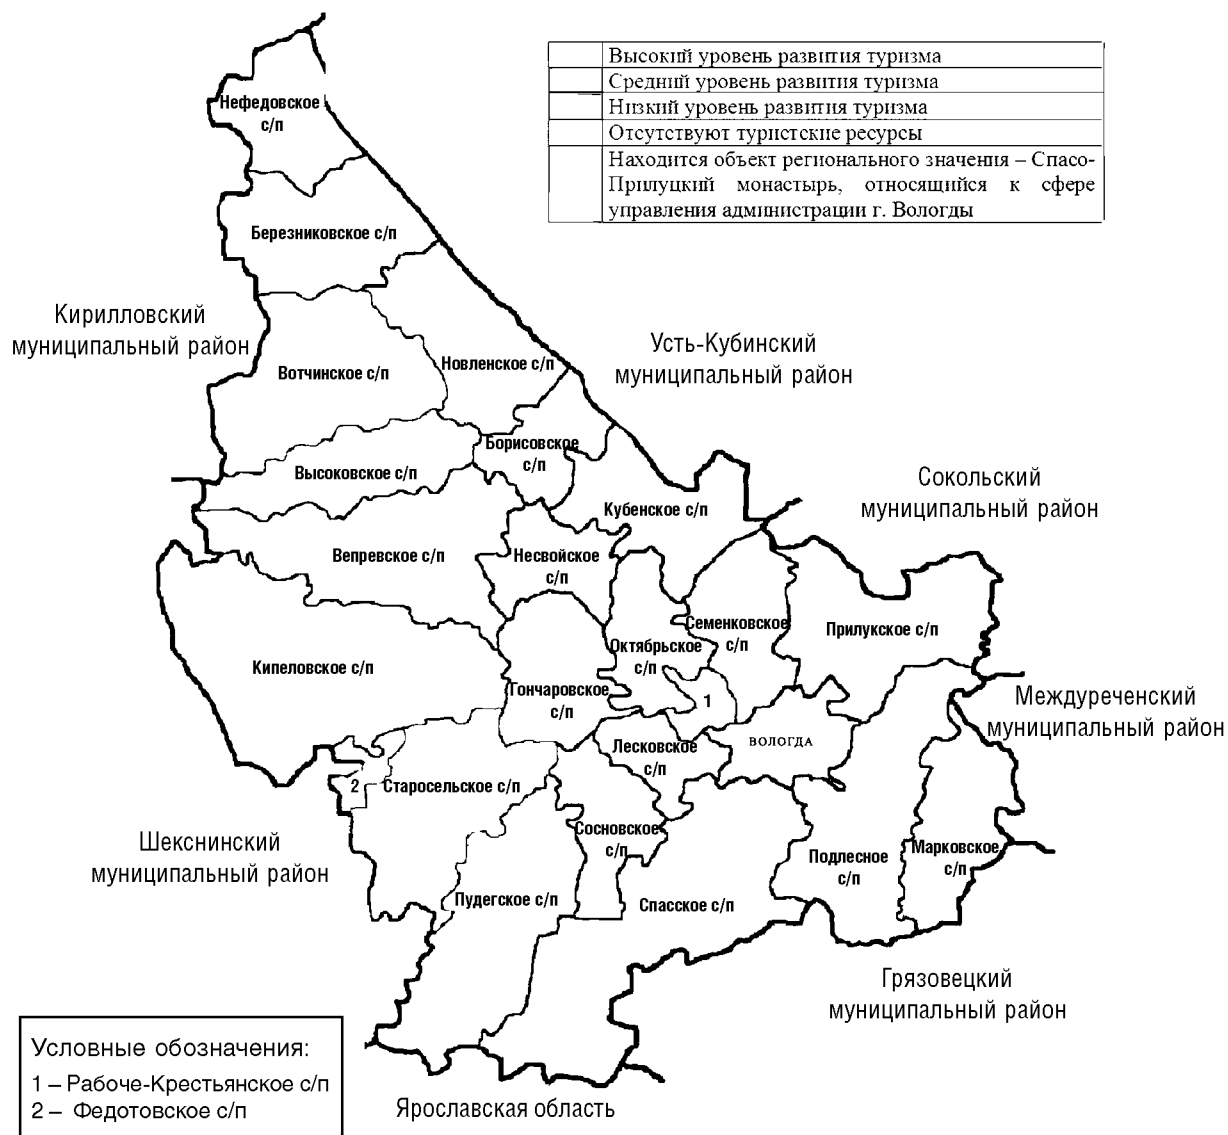 Высокий уровень развития туризма
Средний уровень развития туризма
Низкий уровень развития туризма
Отсутствуют туристские ресурсы
Находится объект регионального значения – Спасо-
Прилуцкий монастырь, относящийся к сфере
управления администрации г. Вологды
Нефедовское
с/п
Березниковское с/п
Кирилловский
муниципальный район
Усть-Кубинский
муниципальный район
Вотчинское с/п
Новленское с/п
Борисовское
с/п
Высоковское с/п
Сокольский
муниципальный район
Кубенское с/п
Вепревское с/п
Несвойское
с/п
Семенковское
с/п
Прилукское с/п
Октябрьское
с/п
Кипеловское с/п
Гончаровское
с/п
1
Междуреченский
муниципальный район
ВОЛОГДА
Лесковское
с/п
2
Старосельское с/п
Сосновское
с/п
Шекснинский
муниципальный район
Подлесное
с/п
Марковское
с/п
Пудегское с/п
Спасское с/п
Грязовецкий
муниципальный район
Условные обозначения:
1 – Рабоче-Крестьянское с/п
2 – Федотовское с/п
Ярославская область